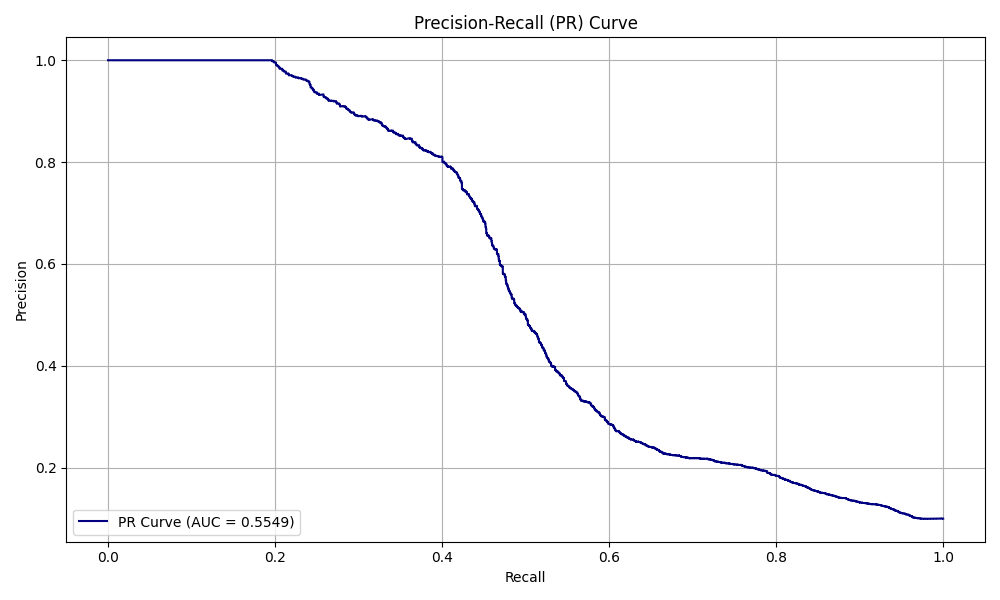 Precision-Recall (PR) Curve
Precision
1.0
0.8
0.6
0.4
0.2
PR Curve (AUC = 0.5549)
0.0 0.2 0.4 0.6 0.8 1.0
Recall